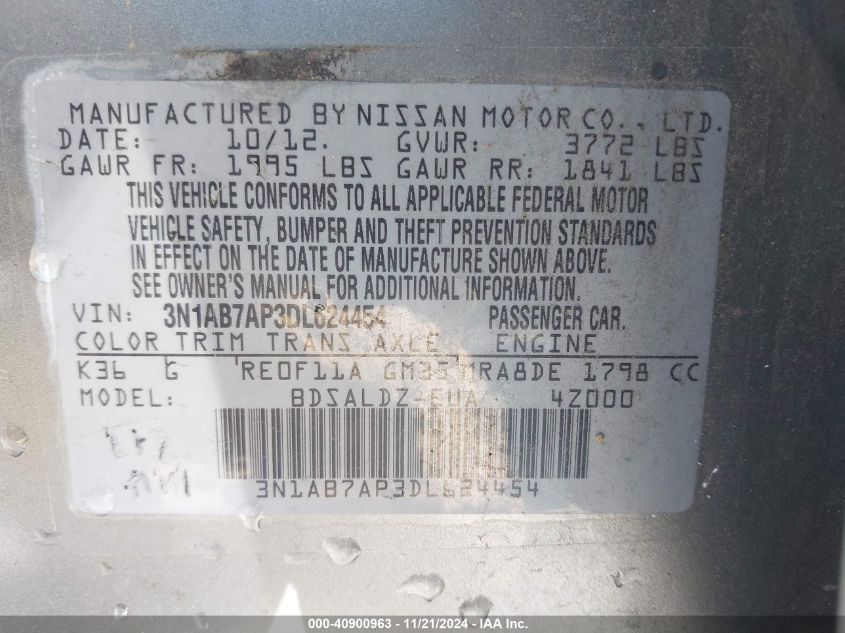 MANUFACTURED BY NISSAN MOTOR CO., LTD.
DATE: 10/12. GVWR: 3772 LBS
GAWR FR: 1995 LBS GAWR RR: 1841 LBS
THIS VEHICLE CONFORMS TO ALL APPLICABLE FEDERAL MOTOR
VEHICLE SAFETY, BUMPER AND THEFT PREVENTION STANDARDS
IN EFFECT ON THE DATE OF MANUFACTURE SHOWN ABOVE.
SEE OWNER'S MANUAL FOR ADDITIONAL INFORMATION.
VIN: 3N1AB7AP3DL624454 PASSENGER CAR.
COLOR TRIM TRANS AXLE ENGINE
K36 G RE0F11A GM35 MRA8DE 1798 CC
MODEL: BDSALDZ-EUA 4Z000
3N1AB7AP3DL624454
000-40900963 - 11/21/2024 - IAA Inc.